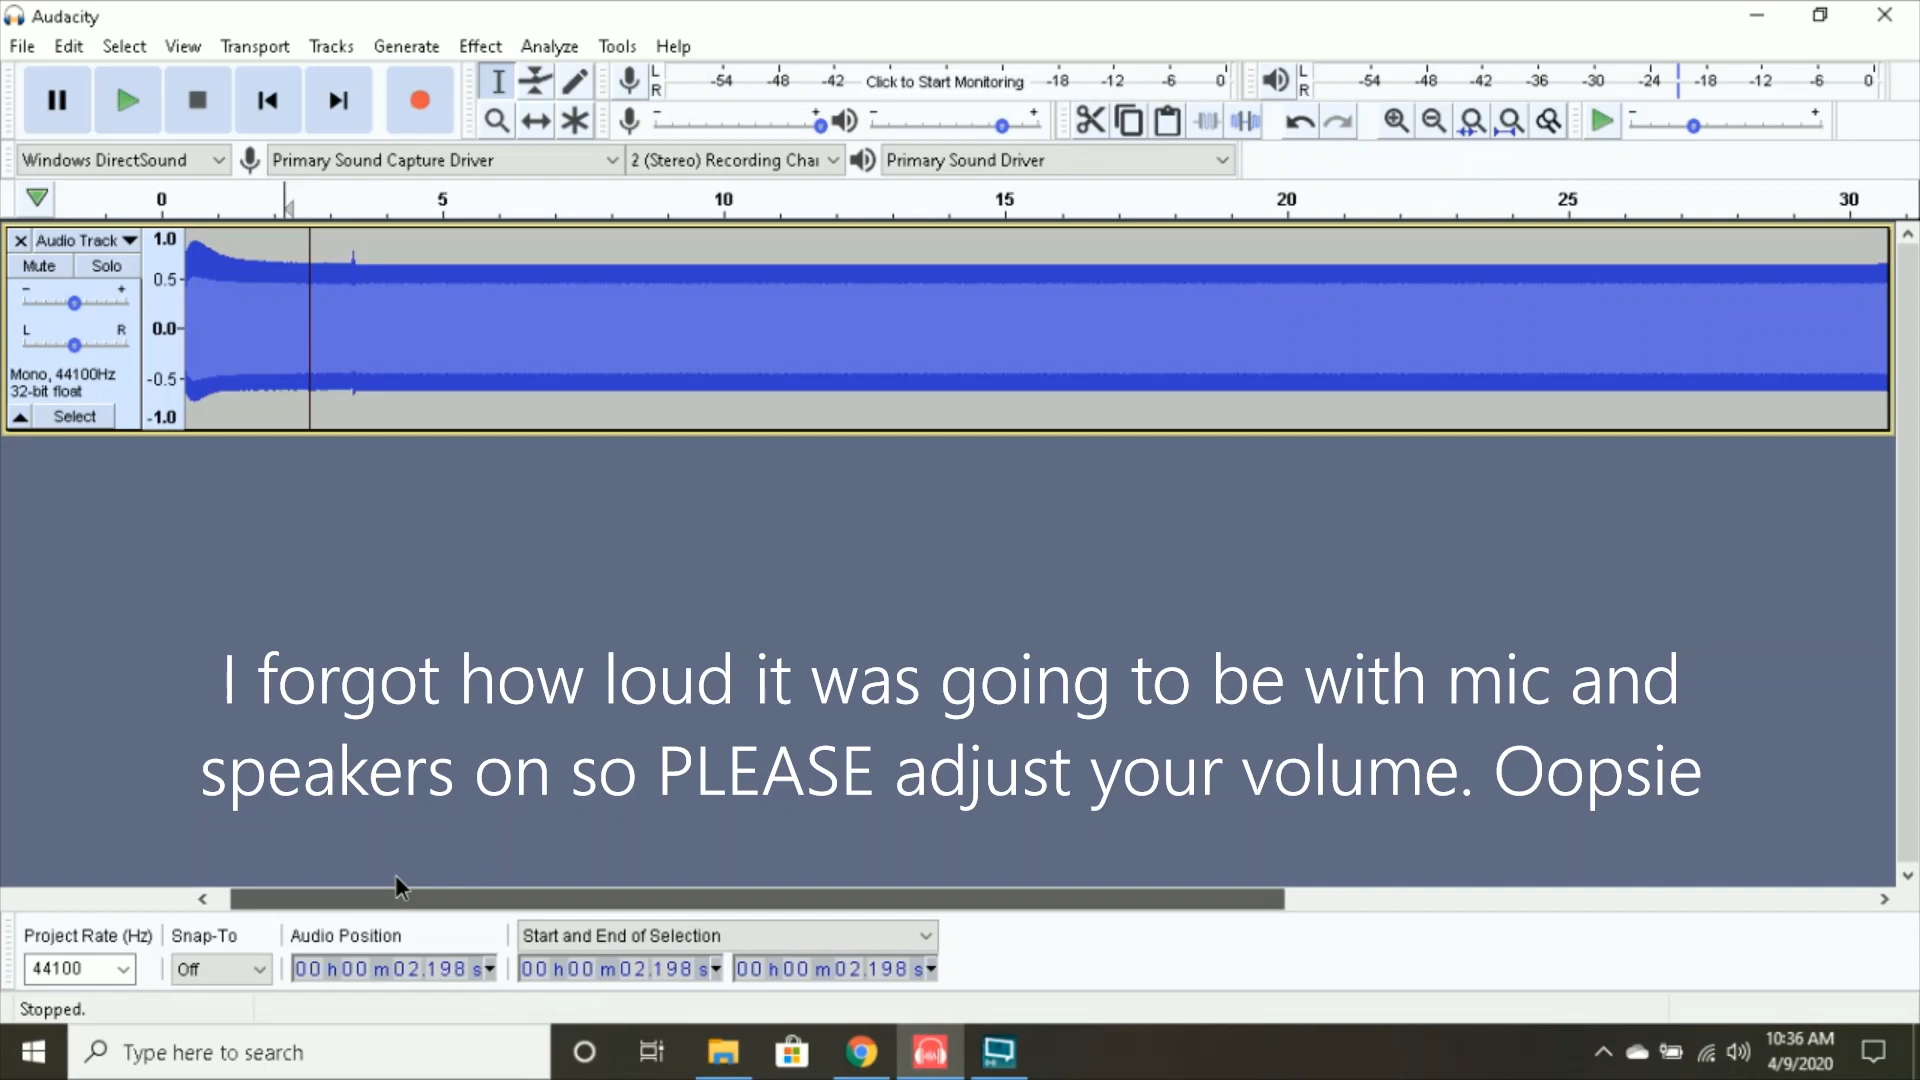 Audacity
File Edit Select View Transport Tracks Generate Effect Analyze Tools Help
L R -54 -48 -42 Click to Start Monitoring -18 -12 -6 0 L R -54 -48 -42 -36 -30 -24 -18 -12 -6 0
- + - + - +
Windows DirectSound Primary Sound Capture Driver 2 (Stereo) Recording Chai Primary Sound Driver
0 5 10 15 20 25 30
Audio Track 1.0
Mute Solo
0.5
- +
L R 0.0
Mono, 44100Hz -0.5
32-bit float
Select -1.0
I forgot how loud it was going to be with mic and
speakers on so PLEASE adjust your volume. Oopsie
Project Rate (Hz) Snap-To Audio Position Start and End of Selection
44100 Off 00 h 00 m 02.198 s 00 h 00 m 02.198 s 00 h 00 m 02.198 s
Stopped.
Type here to search
10:36 AM
4/9/2020